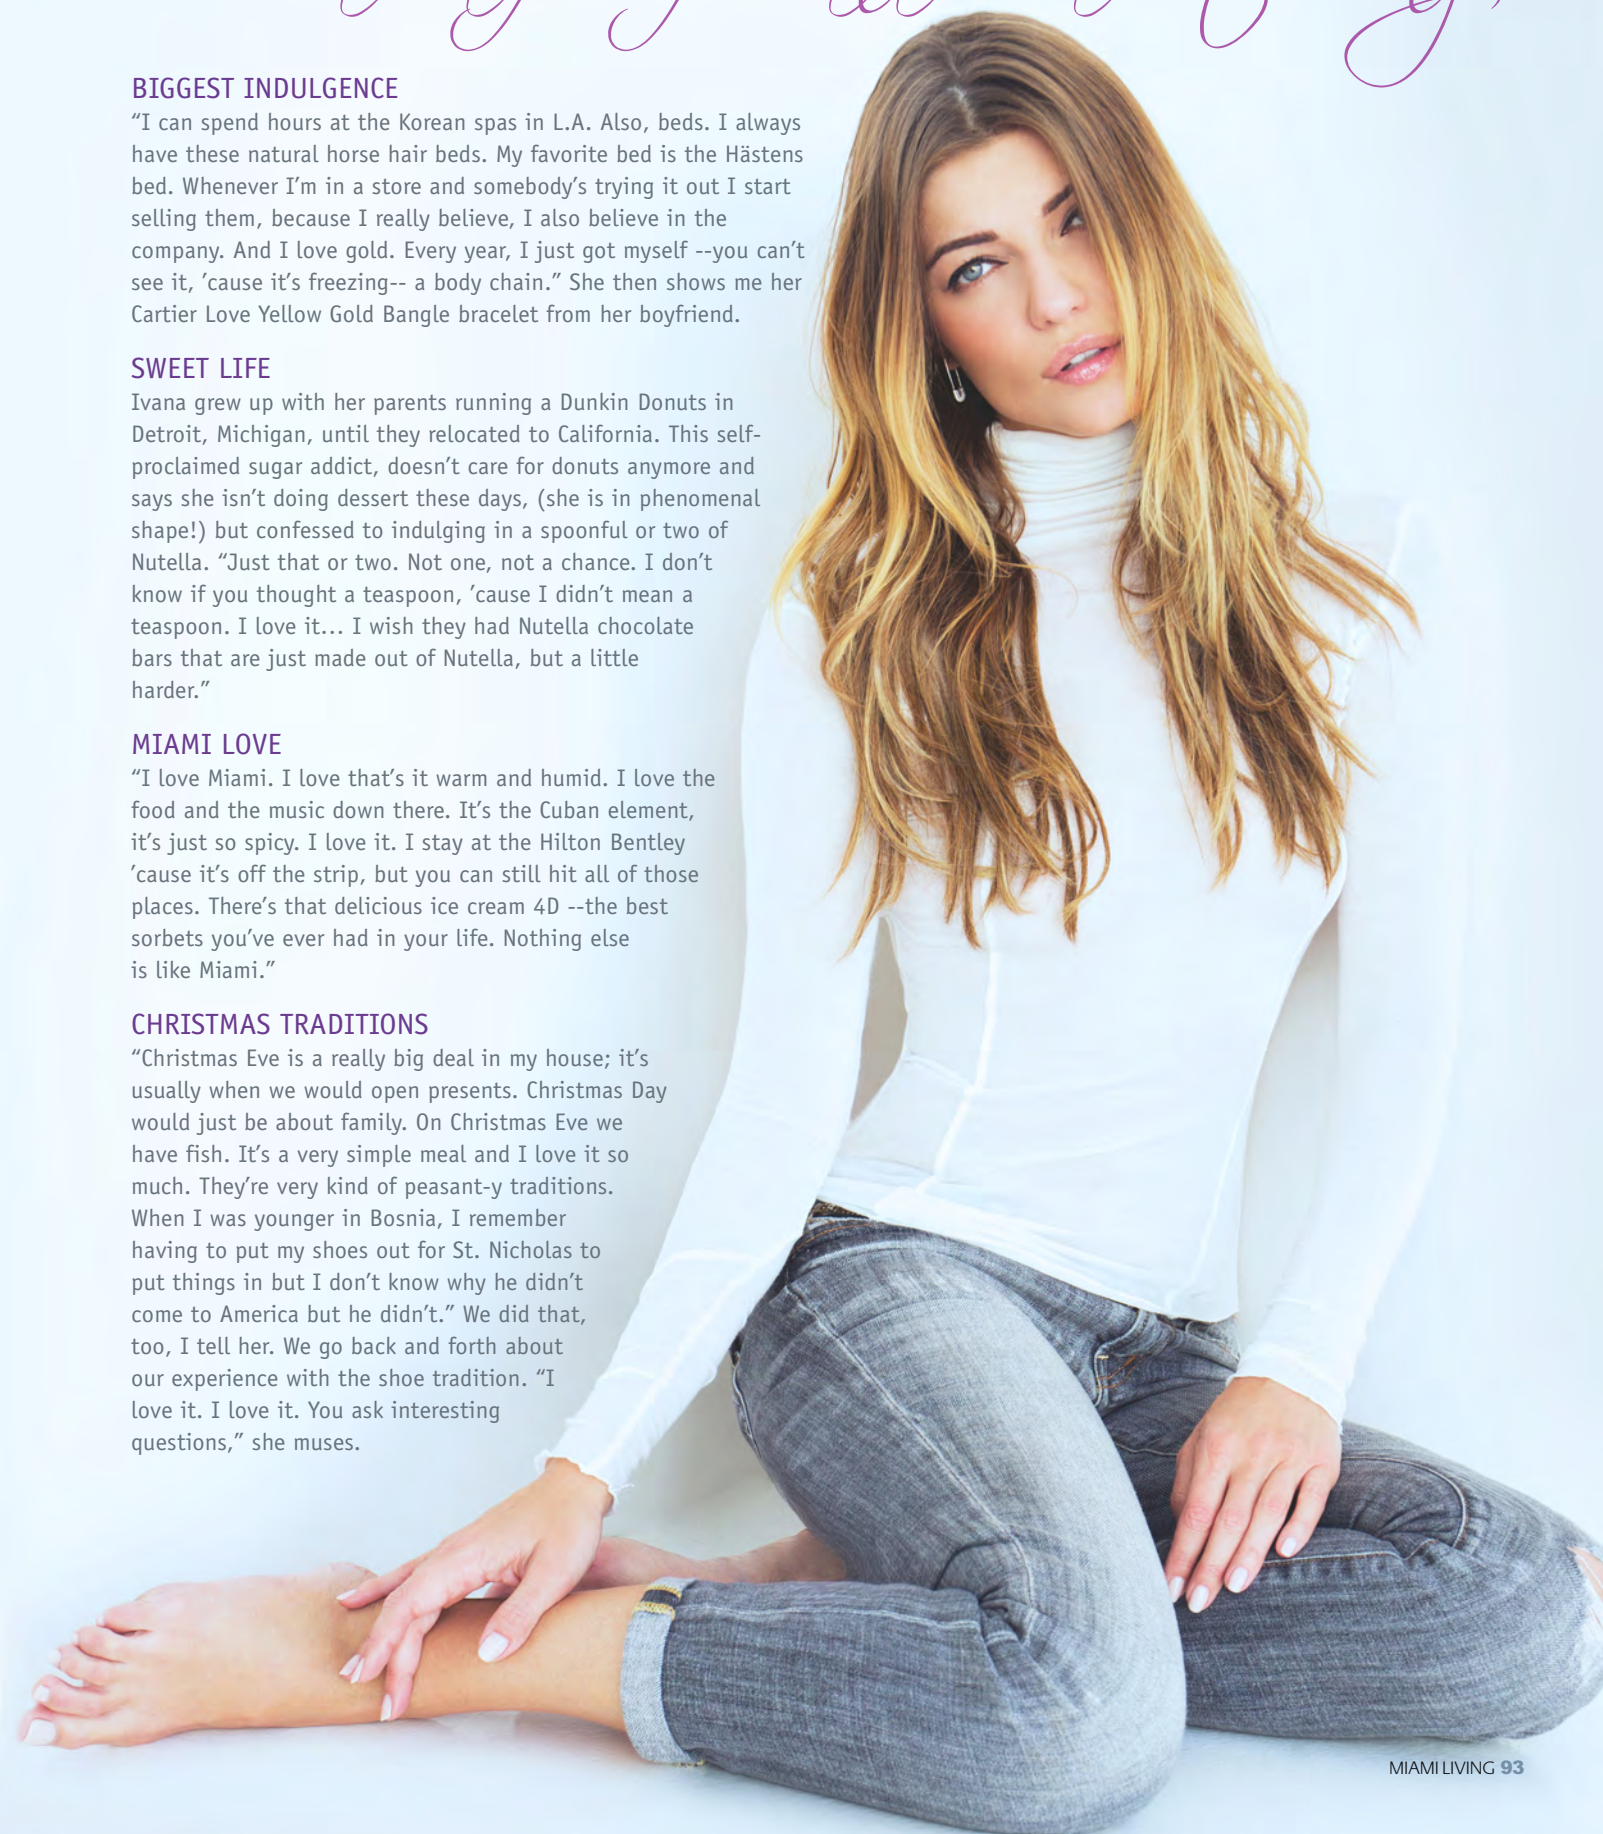 BIGGEST INDULGENCE
“I can spend hours at the Korean spas in L.A. Also, beds. I always
have these natural horse hair beds. My favorite bed is the Hästens
bed. Whenever I’m in a store and somebody’s trying it out I start
selling them, because I really believe, I also believe in the
company. And I love gold. Every year, I just got myself --you can’t
see it, ’cause it’s freezing-- a body chain.” She then shows me her
Cartier Love Yellow Gold Bangle bracelet from her boyfriend.
SWEET LIFE
Ivana grew up with her parents running a Dunkin Donuts in
Detroit, Michigan, until they relocated to California. This self-
proclaimed sugar addict, doesn’t care for donuts anymore and
says she isn’t doing dessert these days, (she is in phenomenal
shape!) but confessed to indulging in a spoonful or two of
Nutella. “Just that or two. Not one, not a chance. I don’t
know if you thought a teaspoon, ’cause I didn’t mean a
teaspoon. I love it... I wish they had Nutella chocolate
bars that are just made out of Nutella, but a little
harder.”
MIAMI LOVE
“I love Miami. I love that’s it warm and humid. I love the
food and the music down there. It’s the Cuban element,
it’s just so spicy. I love it. I stay at the Hilton Bentley
’cause it’s off the strip, but you can still hit all of those
places. There’s that delicious ice cream 4D --the best
sorbets you’ve ever had in your life. Nothing else
is like Miami.”
CHRISTMAS TRADITIONS
“Christmas Eve is a really big deal in my house; it’s
usually when we would open presents. Christmas Day
would just be about family. On Christmas Eve we
have fish. It’s a very simple meal and I love it so
much. They’re very kind of peasant-y traditions.
When I was younger in Bosnia, I remember
having to put my shoes out for St. Nicholas to
put things in but I don’t know why he didn’t
come to America but he didn’t.” We did that,
too, I tell her. We go back and forth about
our experience with the shoe tradition. “I
love it. I love it. You ask interesting
questions,” she muses.
MIAMI LIVING 93